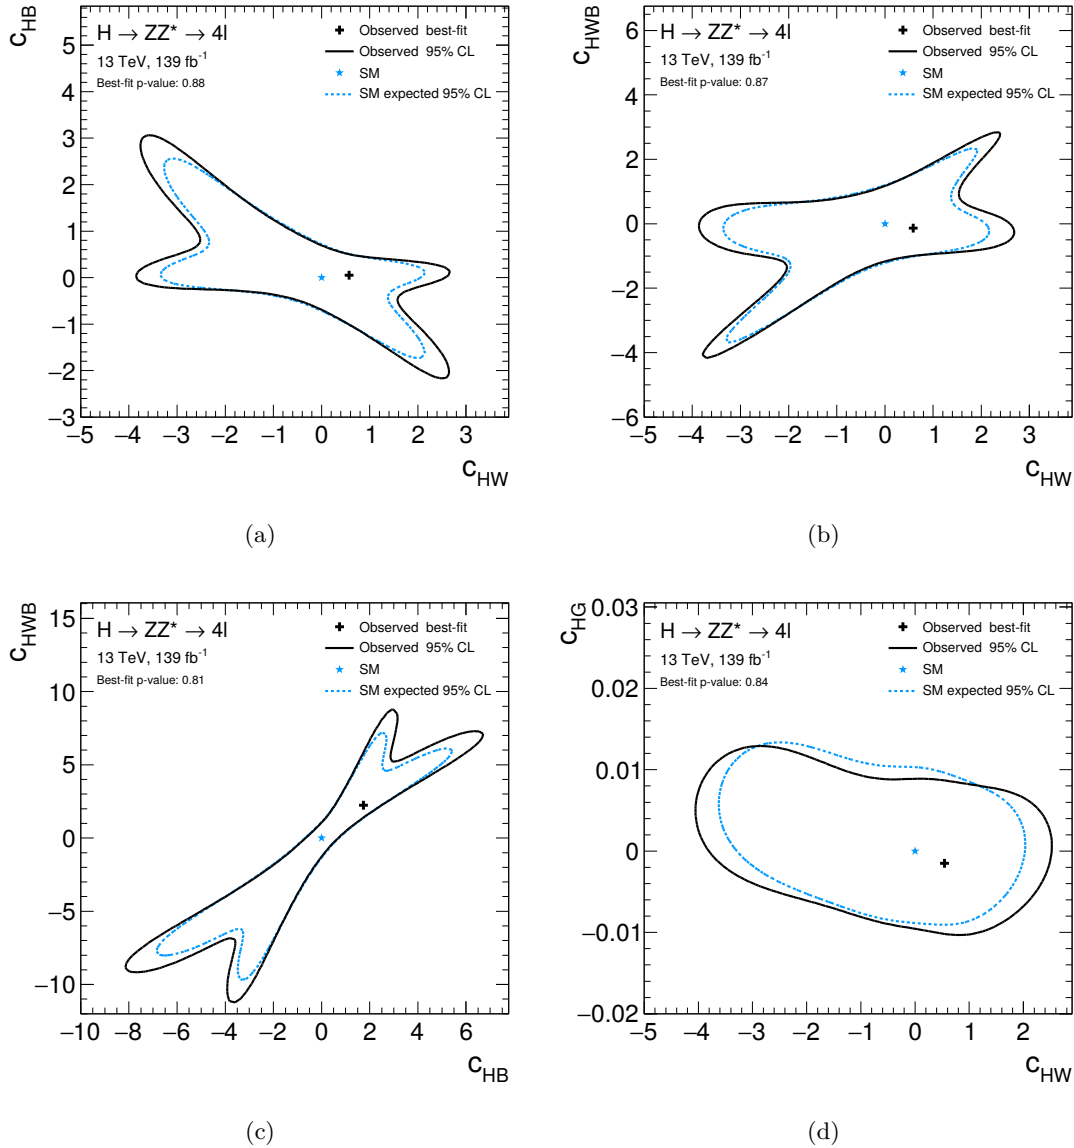 c_HB
H → ZZ* → 4l
13 TeV, 139 fb⁻¹
Best-fit p-value: 0.88
Observed best-fit
Observed 95% CL
SM
SM expected 95% CL
5
4
3
2
1
0
−1
−2
−3
−5 −4 −3 −2 −1 0 1 2 3
c_HW
(a)
c_HWB
H → ZZ* → 4l
13 TeV, 139 fb⁻¹
Best-fit p-value: 0.87
Observed best-fit
Observed 95% CL
SM
SM expected 95% CL
6
4
2
0
−2
−4
−6
−5 −4 −3 −2 −1 0 1 2 3
c_HW
(b)
c_HWB
H → ZZ* → 4l
13 TeV, 139 fb⁻¹
Best-fit p-value: 0.81
Observed best-fit
Observed 95% CL
SM
SM expected 95% CL
15
10
5
0
−5
−10
−10 −8 −6 −4 −2 0 2 4 6
c_HB
(c)
c_HG
H → ZZ* → 4l
13 TeV, 139 fb⁻¹
Best-fit p-value: 0.84
Observed best-fit
Observed 95% CL
SM
SM expected 95% CL
0.03
0.02
0.01
0
−0.01
−0.02
−5 −4 −3 −2 −1 0 1 2
c_HW
(d)